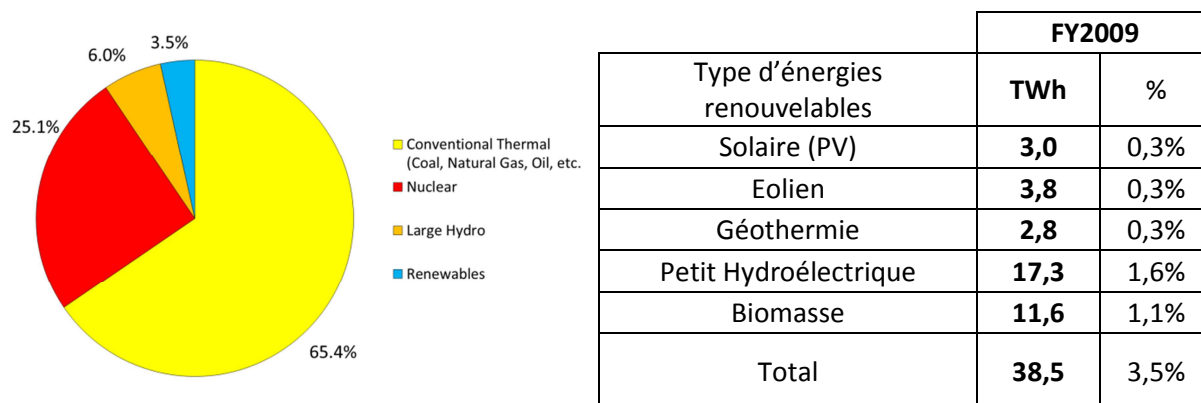 3.5%
6.0%
25.1%
65.4%
Conventional Thermal
(Coal, Natural Gas, Oil, etc.
Nuclear
Large Hydro
Renewables
FY2009
Type d’énergies
renouvelables
TWh
%
Solaire (PV) 3,0 0,3%
Eolien 3,8 0,3%
Géothermie 2,8 0,3%
Petit Hydroélectrique 17,3 1,6%
Biomasse 11,6 1,1%
Total 38,5 3,5%